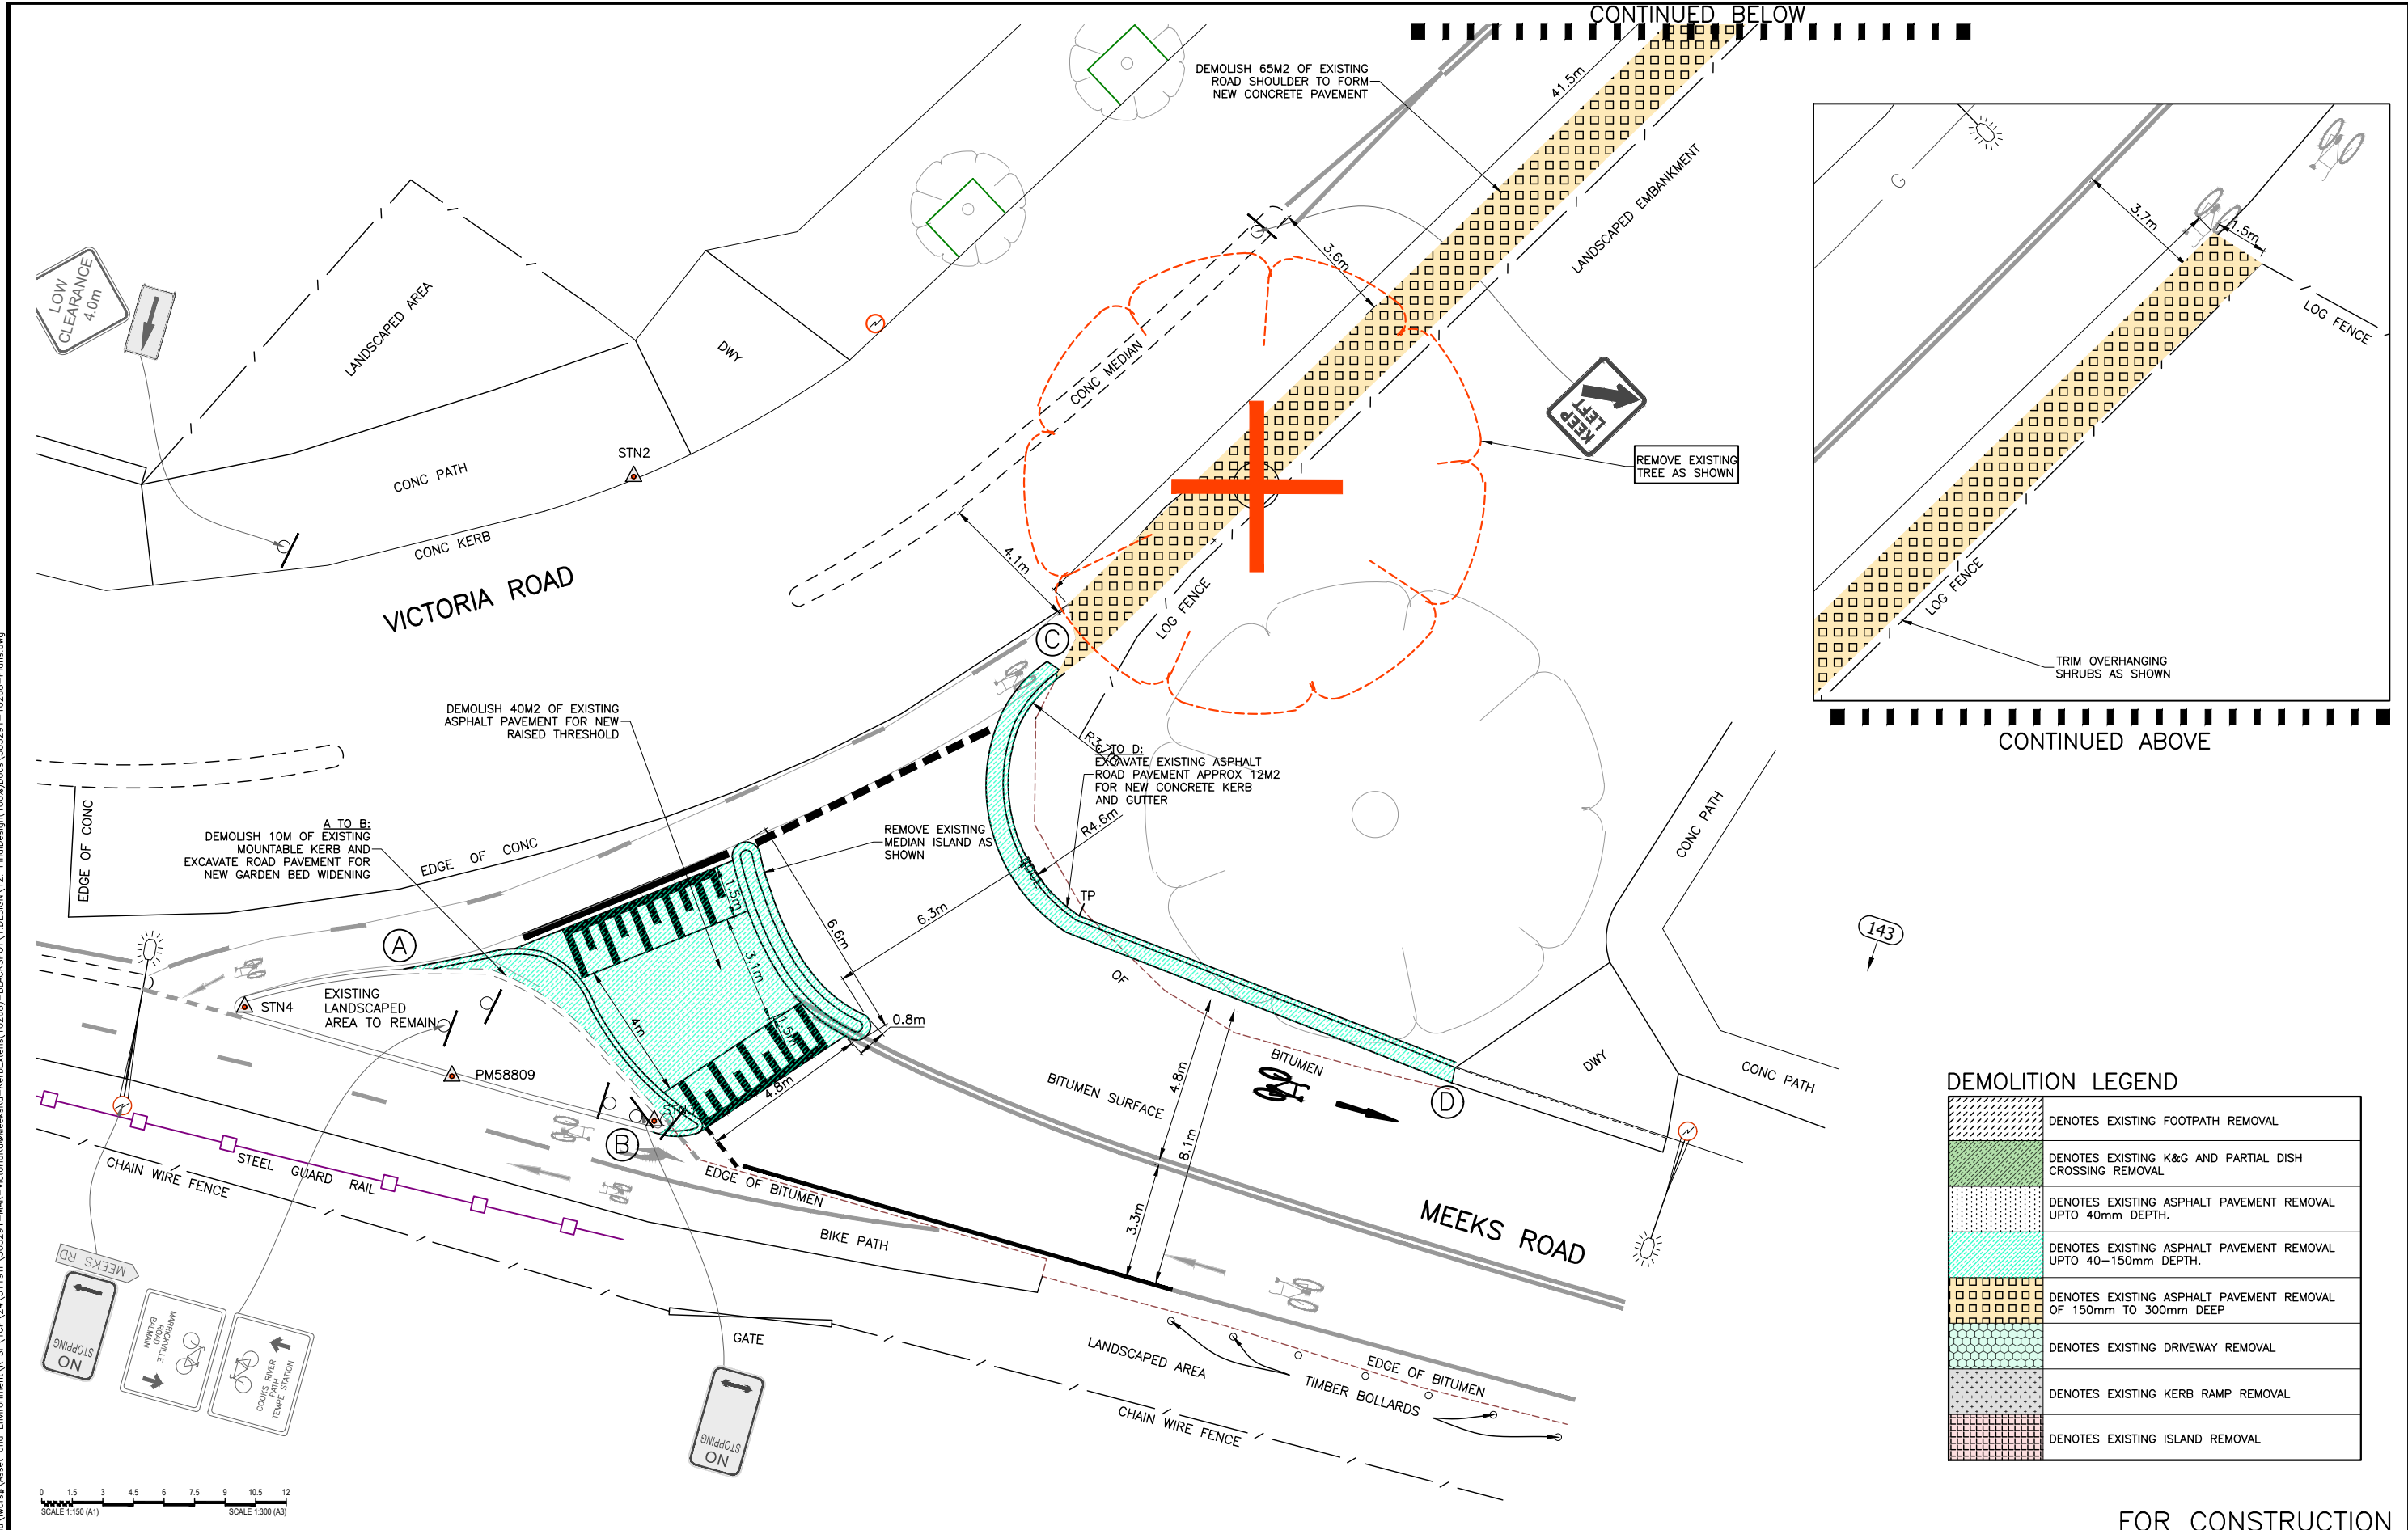 CONTINUED BELOW
DEMOLISH 65M2 OF EXISTING
ROAD SHOULDER TO FORM
NEW CONCRETE PAVEMENT
41.5m
LANDSCAPED EMBANKMENT
3.6m
LOW
CLEARANCE
4.0m
LANDSCAPED AREA
DWY
CONC MEDIAN
KEEP
LEFT
REMOVE EXISTING
TREE AS SHOWN
STN2
CONC PATH
CONC KERB
VICTORIA ROAD
4.1m
LOG FENCE
C
G
3.7m
1.5m
LOG FENCE
LOG FENCE
TRIM OVERHANGING
SHRUBS AS SHOWN
CONTINUED ABOVE
DEMOLISH 40M2 OF EXISTING
ASPHALT PAVEMENT FOR NEW
RAISED THRESHOLD
C TO D:
EXCAVATE EXISTING ASPHALT
ROAD PAVEMENT APPROX 12M2
FOR NEW CONCRETE KERB
AND GUTTER
R4.6m
A TO B:
DEMOLISH 10M OF EXISTING
MOUNTABLE KERB AND
EXCAVATE ROAD PAVEMENT FOR
NEW GARDEN BED WIDENING
EDGE OF CONC
EDGE OF CONC
REMOVE EXISTING
MEDIAN ISLAND AS
SHOWN
EDGE
TP
OF
BITUMEN
1.5m
6.6m
6.3m
3.1m
4m
1.5m
0.8m
4.8m
A
STN4
EXISTING
LANDSCAPED
AREA TO REMAIN
PM58809
STN3
B
CONC PATH
143
DWY
CONC PATH
BITUMEN SURFACE
4.8m
8.1m
3.3m
D
MEEKS ROAD
CHAIN WIRE FENCE
STEEL GUARD RAIL
EDGE OF BITUMEN
BIKE PATH
GATE
LANDSCAPED AREA
EDGE OF BITUMEN
TIMBER BOLLARDS
CHAIN WIRE FENCE
MEEKS RD
NO
STOPPING
MARRICKVILLE
ROAD
BALMAIN
COOKS RIVER
PATH
TEMPE STATION
NO
STOPPING
DEMOLITION LEGEND
DENOTES EXISTING FOOTPATH REMOVAL
DENOTES EXISTING K&G AND PARTIAL DISH
CROSSING REMOVAL
DENOTES EXISTING ASPHALT PAVEMENT REMOVAL
UPTO 40mm DEPTH.
DENOTES EXISTING ASPHALT PAVEMENT REMOVAL
UPTO 40-150mm DEPTH.
DENOTES EXISTING ASPHALT PAVEMENT REMOVAL
OF 150mm TO 300mm DEEP
DENOTES EXISTING DRIVEWAY REMOVAL
DENOTES EXISTING KERB RAMP REMOVAL
DENOTES EXISTING ISLAND REMOVAL
0 1.5 3 4.5 6 7.5 9 10.5 12
SCALE 1:150 (A1) SCALE 1:300 (A3)
FOR CONSTRUCTION